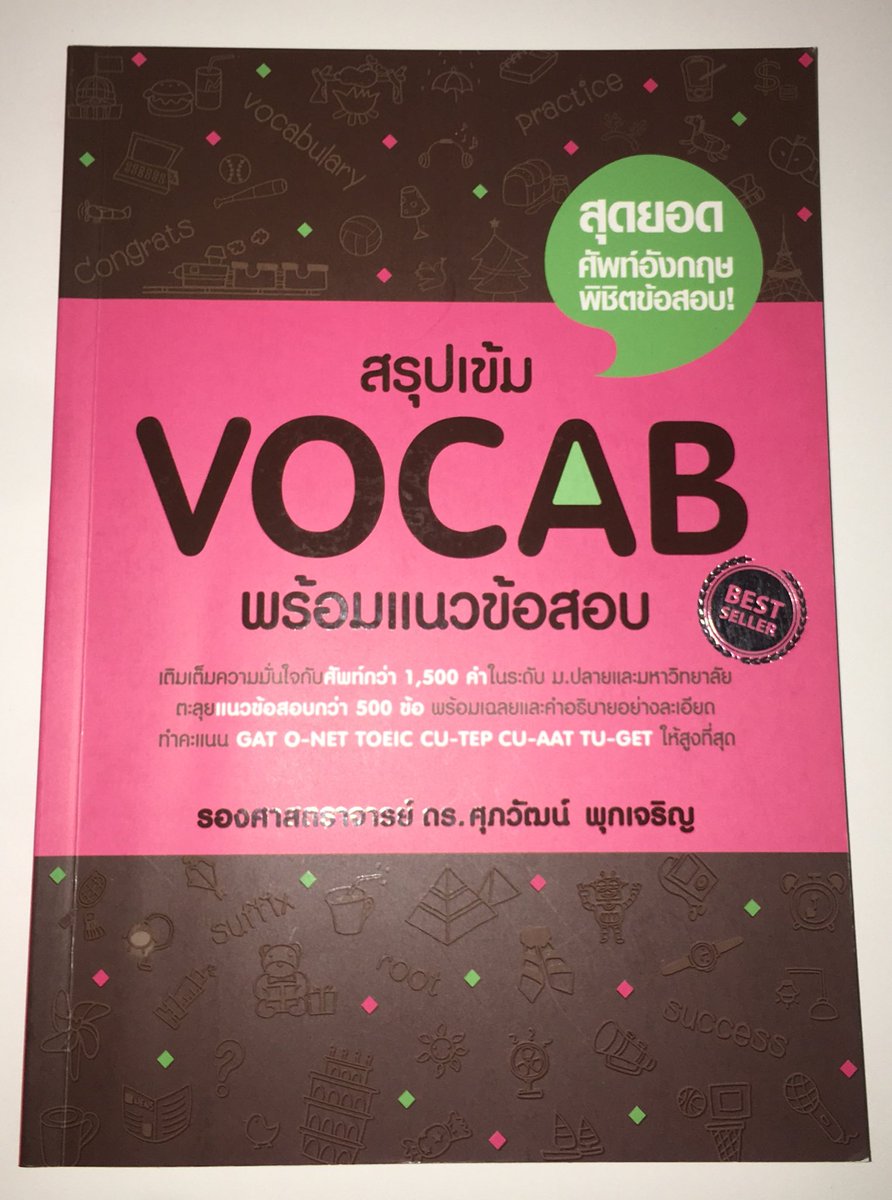 vocabulary
practice
Congrats
สุดยอด
ศัพท์อังกฤษ
พิชิตข้อสอบ!
สรุปเข้ม
VOCAB
พร้อมแนวข้อสอบ
BEST
SELLER
เติมเต็มความมั่นใจกับศัพท์กว่า 1,500 คำในระดับ ม.ปลายและมหาวิทยาลัย
ตะลุยแนวข้อสอบกว่า 500 ข้อ พร้อมเฉลยและคำอธิบายอย่างละเอียด
ทำคะแนน GAT O-NET TOEIC CU-TEP CU-AAT TU-GET ให้สูงที่สุด
รองศาสตราจารย์ ดร.ศุภวัฒน์ พุกเจริญ
suffix
root
success